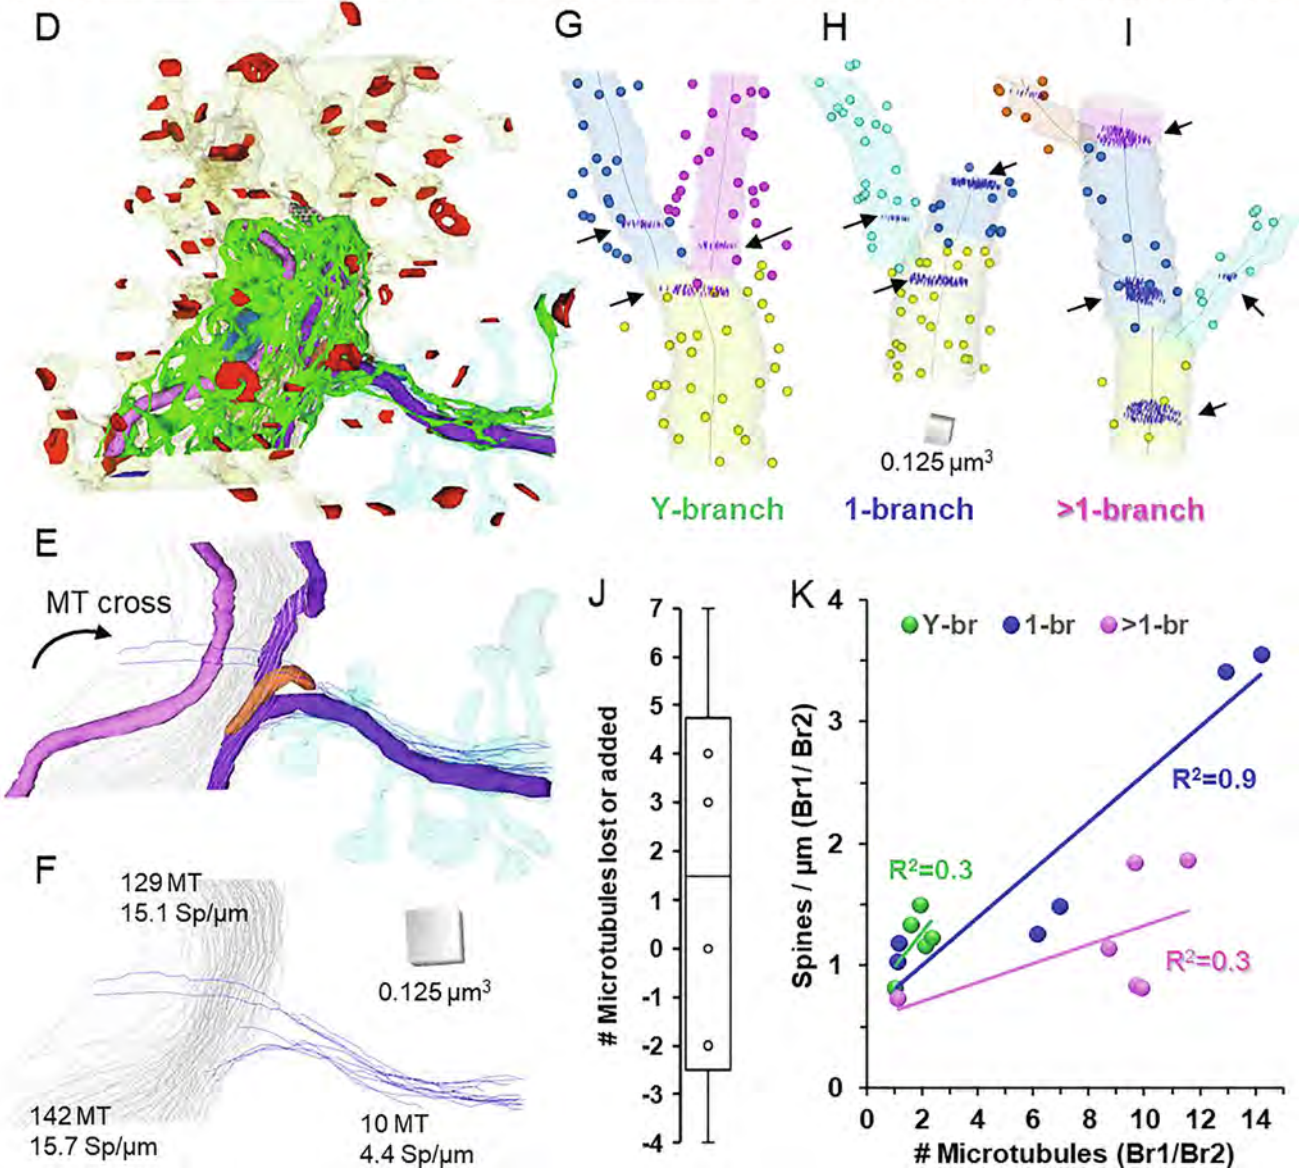 D
G
H
I
0.125 µm³
Y-branch
1-branch
>1-branch
E
MT cross
F
129 MT
15.1 Sp/µm
0.125 µm³
142 MT
15.7 Sp/µm
10 MT
4.4 Sp/µm
J
# Microtubules lost or added
7
6
5
4
3
2
1
0
-1
-2
-3
-4
K
Spines / µm (Br1/ Br2)
4
3
2
1
0
Y-br
1-br
>1-br
R²=0.9
R²=0.3
R²=0.3
0 2 4 6 8 10 12 14
# Microtubules (Br1/Br2)